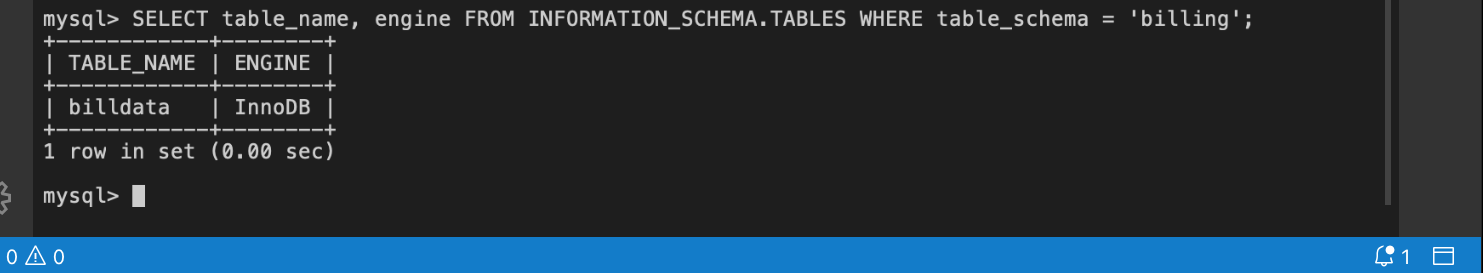 mysql> SELECT table_name, engine FROM INFORMATION_SCHEMA.TABLES WHERE table_schema = 'billing';
+------------+--------+
| TABLE_NAME | ENGINE |
+------------+--------+
| billdata   | InnoDB |
+------------+--------+
1 row in set (0.00 sec)
mysql>
0 0 1